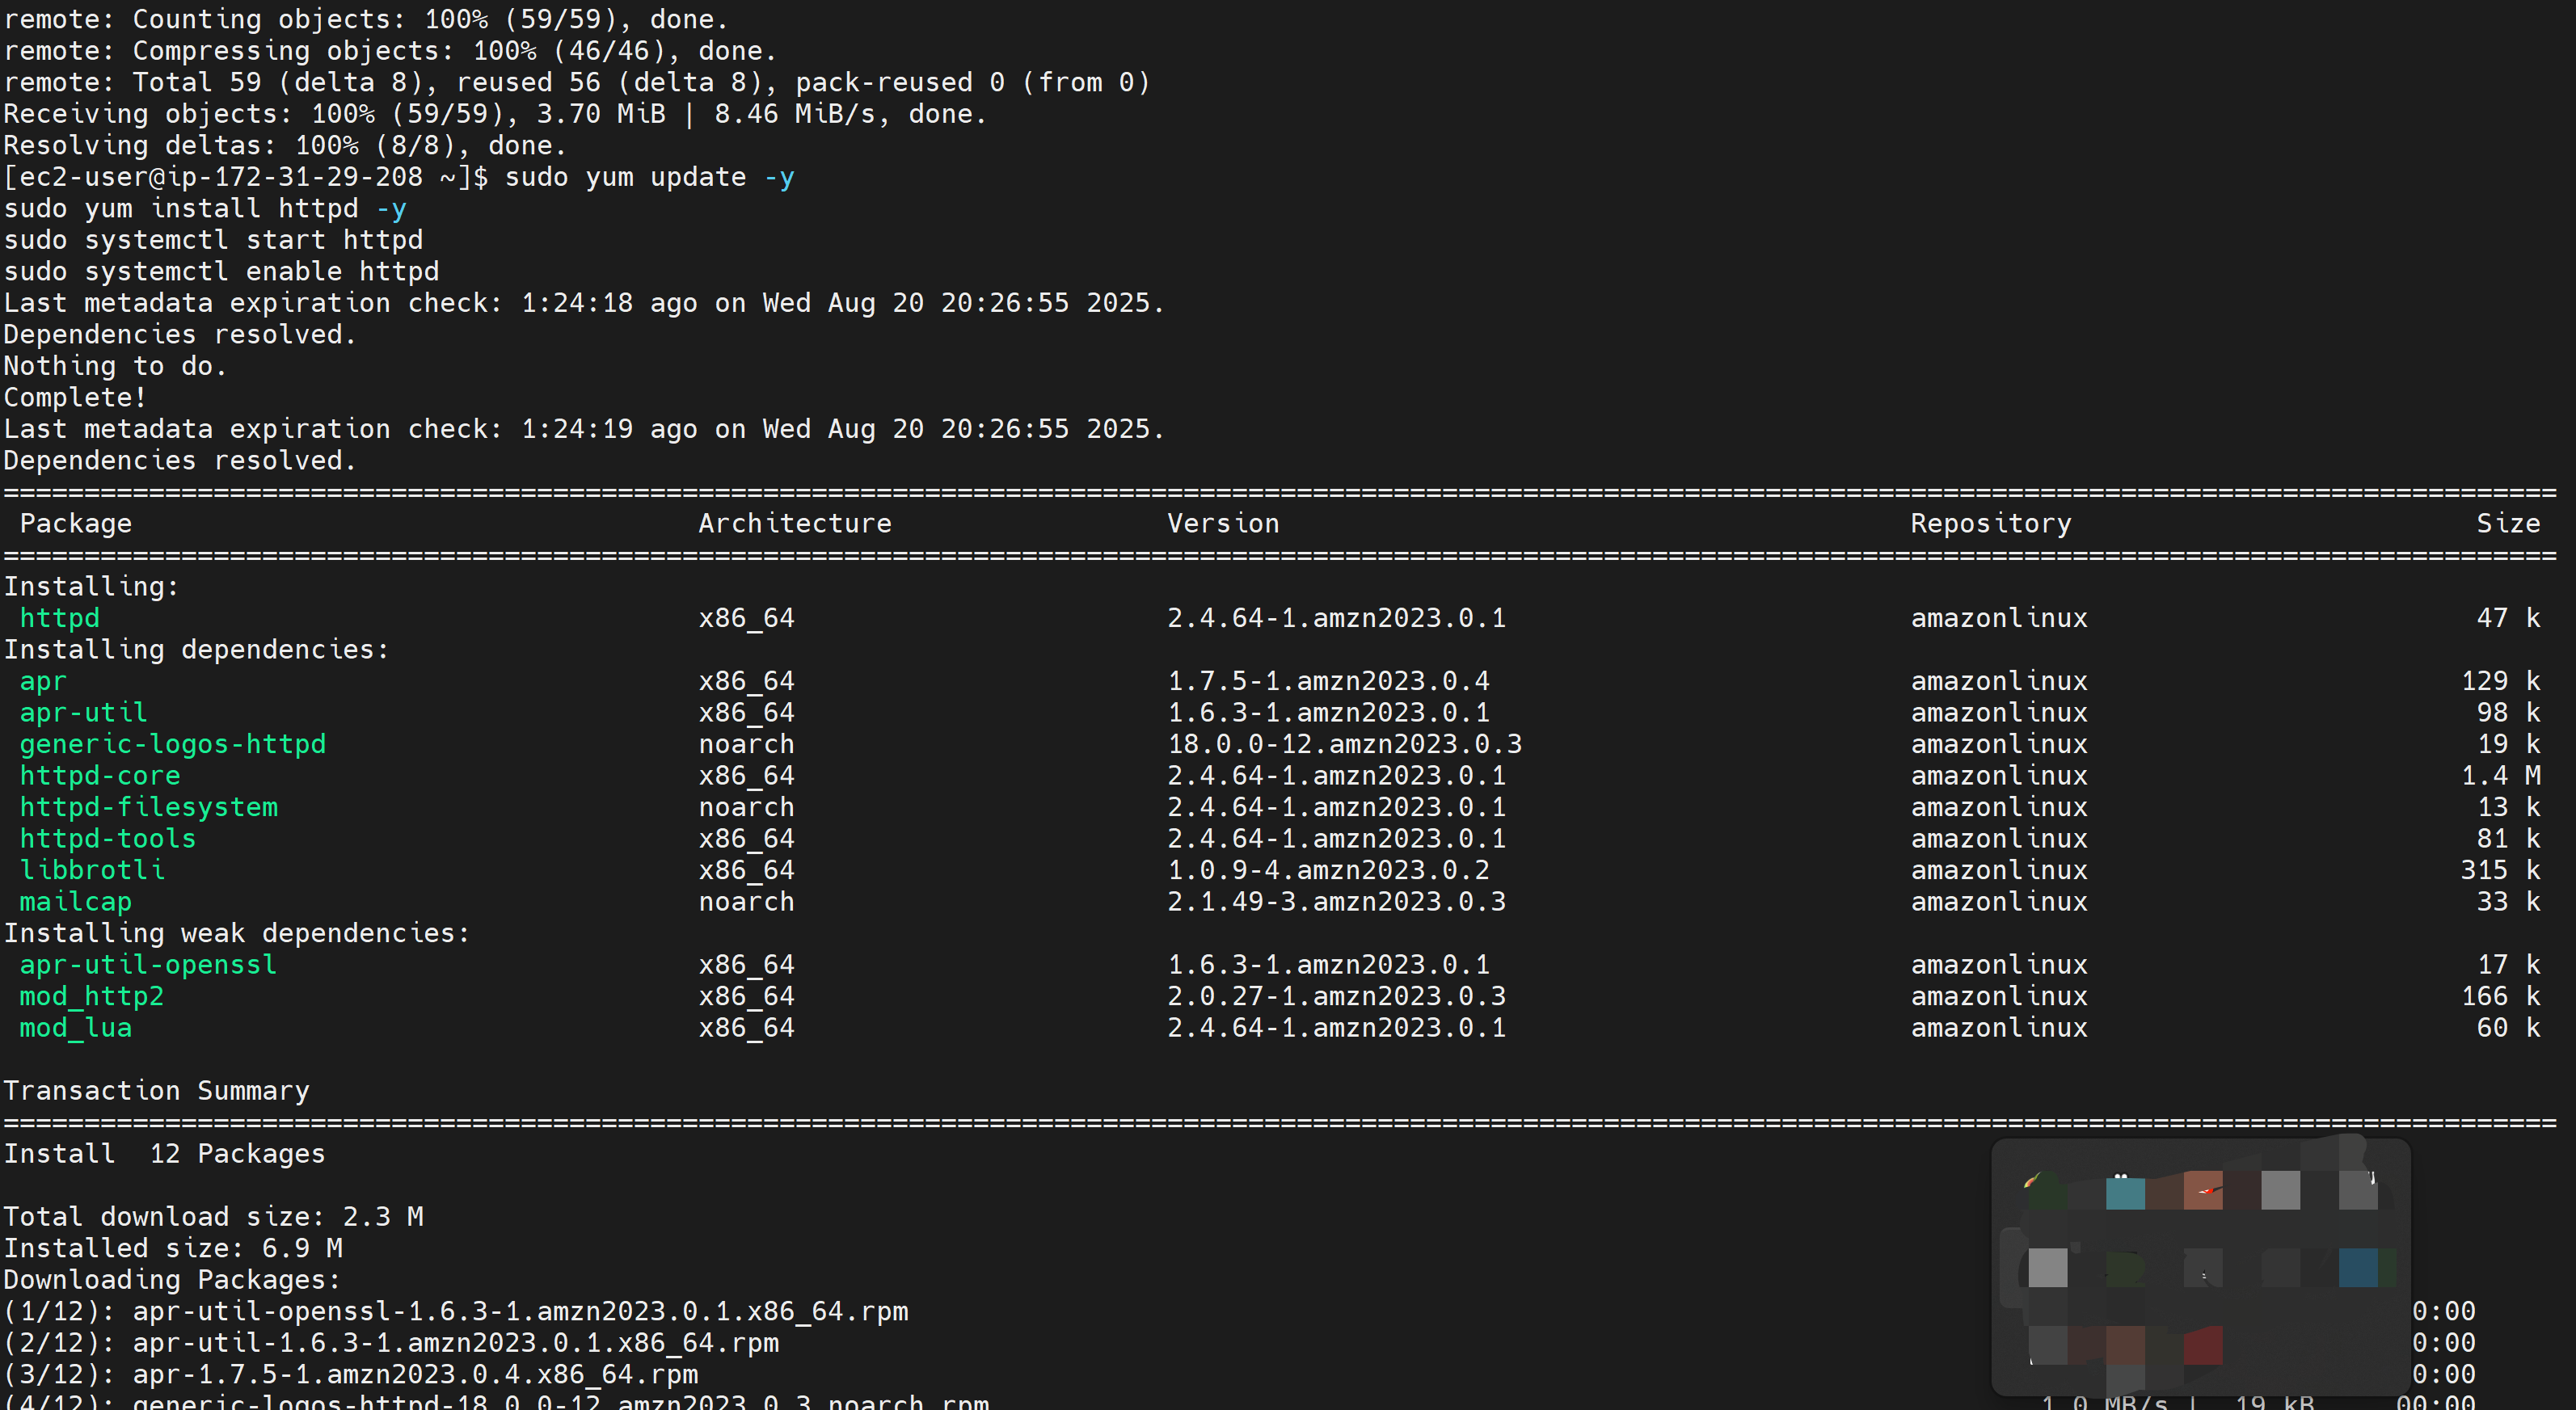 remote: Counting objects: 100% (59/59), done.
remote: Compressing objects: 100% (46/46), done.
remote: Total 59 (delta 8), reused 56 (delta 8), pack-reused 0 (from 0)
Receiving objects: 100% (59/59), 3.70 MiB | 8.46 MiB/s, done.
Resolving deltas: 100% (8/8), done.
[ec2-user@ip-172-31-29-208 ~]$ sudo yum update -y
sudo yum install httpd -y
sudo systemctl start httpd
sudo systemctl enable httpd
Last metadata expiration check: 1:24:18 ago on Wed Aug 20 20:26:55 2025.
Dependencies resolved.
Nothing to do.
Complete!
Last metadata expiration check: 1:24:19 ago on Wed Aug 20 20:26:55 2025.
Dependencies resolved.
Package Architecture Version Repository Size
Installing:
httpd x86_64 2.4.64-1.amzn2023.0.1 amazonlinux 47 k
Installing dependencies:
apr x86_64 1.7.5-1.amzn2023.0.4 amazonlinux 129 k
apr-util x86_64 1.6.3-1.amzn2023.0.1 amazonlinux 98 k
generic-logos-httpd noarch 18.0.0-12.amzn2023.0.3 amazonlinux 19 k
httpd-core x86_64 2.4.64-1.amzn2023.0.1 amazonlinux 1.4 M
httpd-filesystem noarch 2.4.64-1.amzn2023.0.1 amazonlinux 13 k
httpd-tools x86_64 2.4.64-1.amzn2023.0.1 amazonlinux 81 k
libbrotli x86_64 1.0.9-4.amzn2023.0.2 amazonlinux 315 k
mailcap noarch 2.1.49-3.amzn2023.0.3 amazonlinux 33 k
Installing weak dependencies:
apr-util-openssl x86_64 1.6.3-1.amzn2023.0.1 amazonlinux 17 k
mod_http2 x86_64 2.0.27-1.amzn2023.0.3 amazonlinux 166 k
mod_lua x86_64 2.4.64-1.amzn2023.0.1 amazonlinux 60 k
Transaction Summary
Install 12 Packages
Total download size: 2.3 M
Installed size: 6.9 M
Downloading Packages:
(1/12): apr-util-openssl-1.6.3-1.amzn2023.0.1.x86_64.rpm 0:00
(2/12): apr-util-1.6.3-1.amzn2023.0.1.x86_64.rpm 0:00
(3/12): apr-1.7.5-1.amzn2023.0.4.x86_64.rpm 0:00
(4/12): generic-logos-httpd-18.0.0-12.amzn2023.0.3.noarch.rpm 1.0 MB/s | 19 kB 00:00